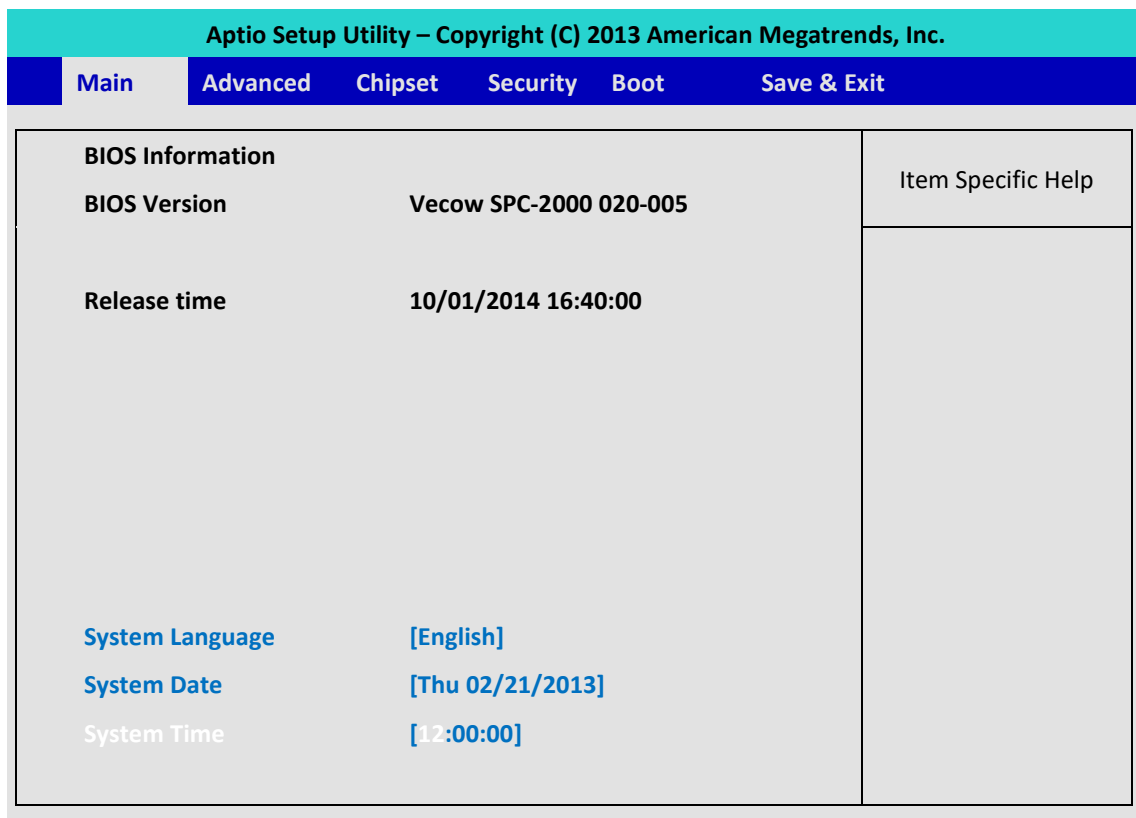 Aptio Setup Utility – Copyright (C) 2013 American Megatrends, Inc.
Main Advanced Chipset Security Boot Save & Exit
BIOS Information
Item Specific Help
BIOS Version Vecow SPC-2000 020-005
Release time 10/01/2014 16:40:00
System Language [English]
System Date [Thu 02/21/2013]
System Time [12:00:00]